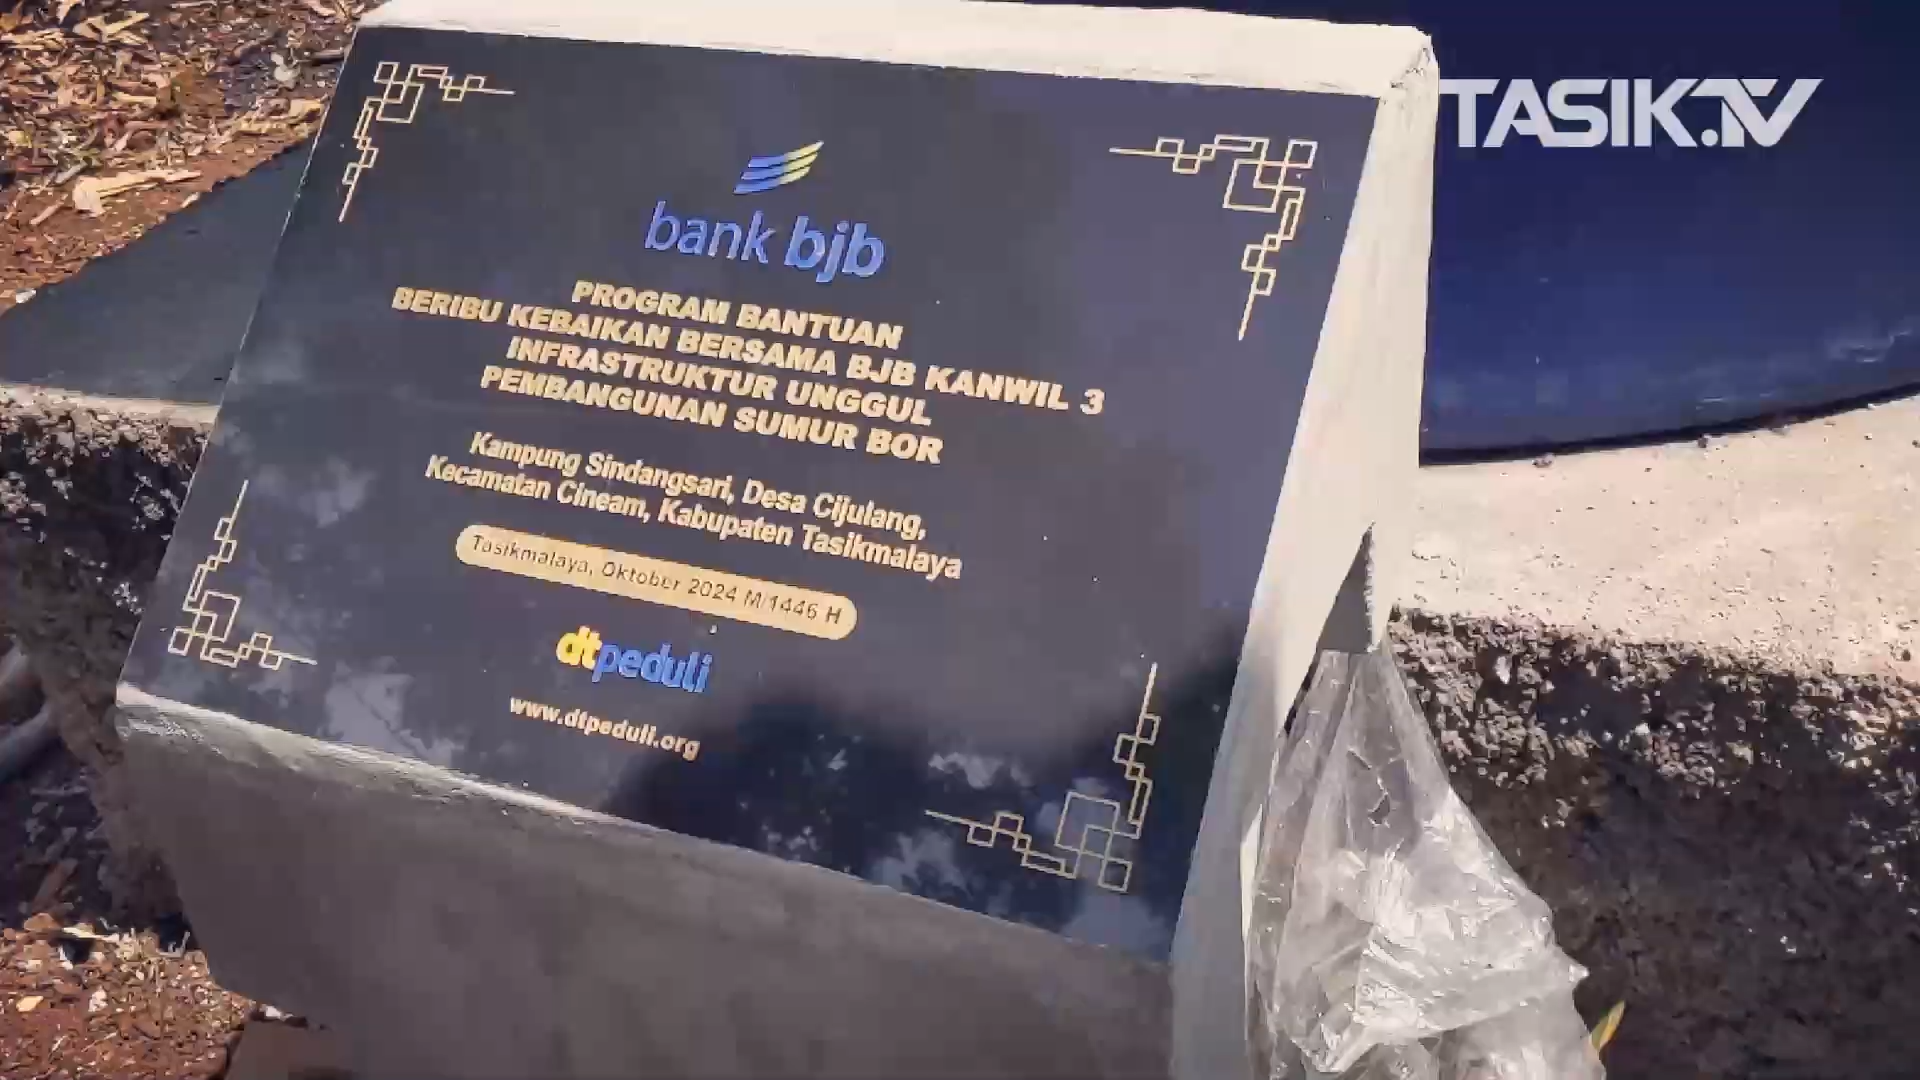 TASIK.TV
bank bjb
PROGRAM BANTUAN
BERIBU KEBAIKAN BERSAMA BJB KANWIL 3
INFRASTRUKTUR UNGGUL
PEMBANGUNAN SUMUR BOR
Kampung Sindangsari, Desa Cijulang,
Kecamatan Cineam, Kabupaten Tasikmalaya
Tasikmalaya, Oktober 2024 M/1446 H
dtpeduli
www.dtpeduli.org